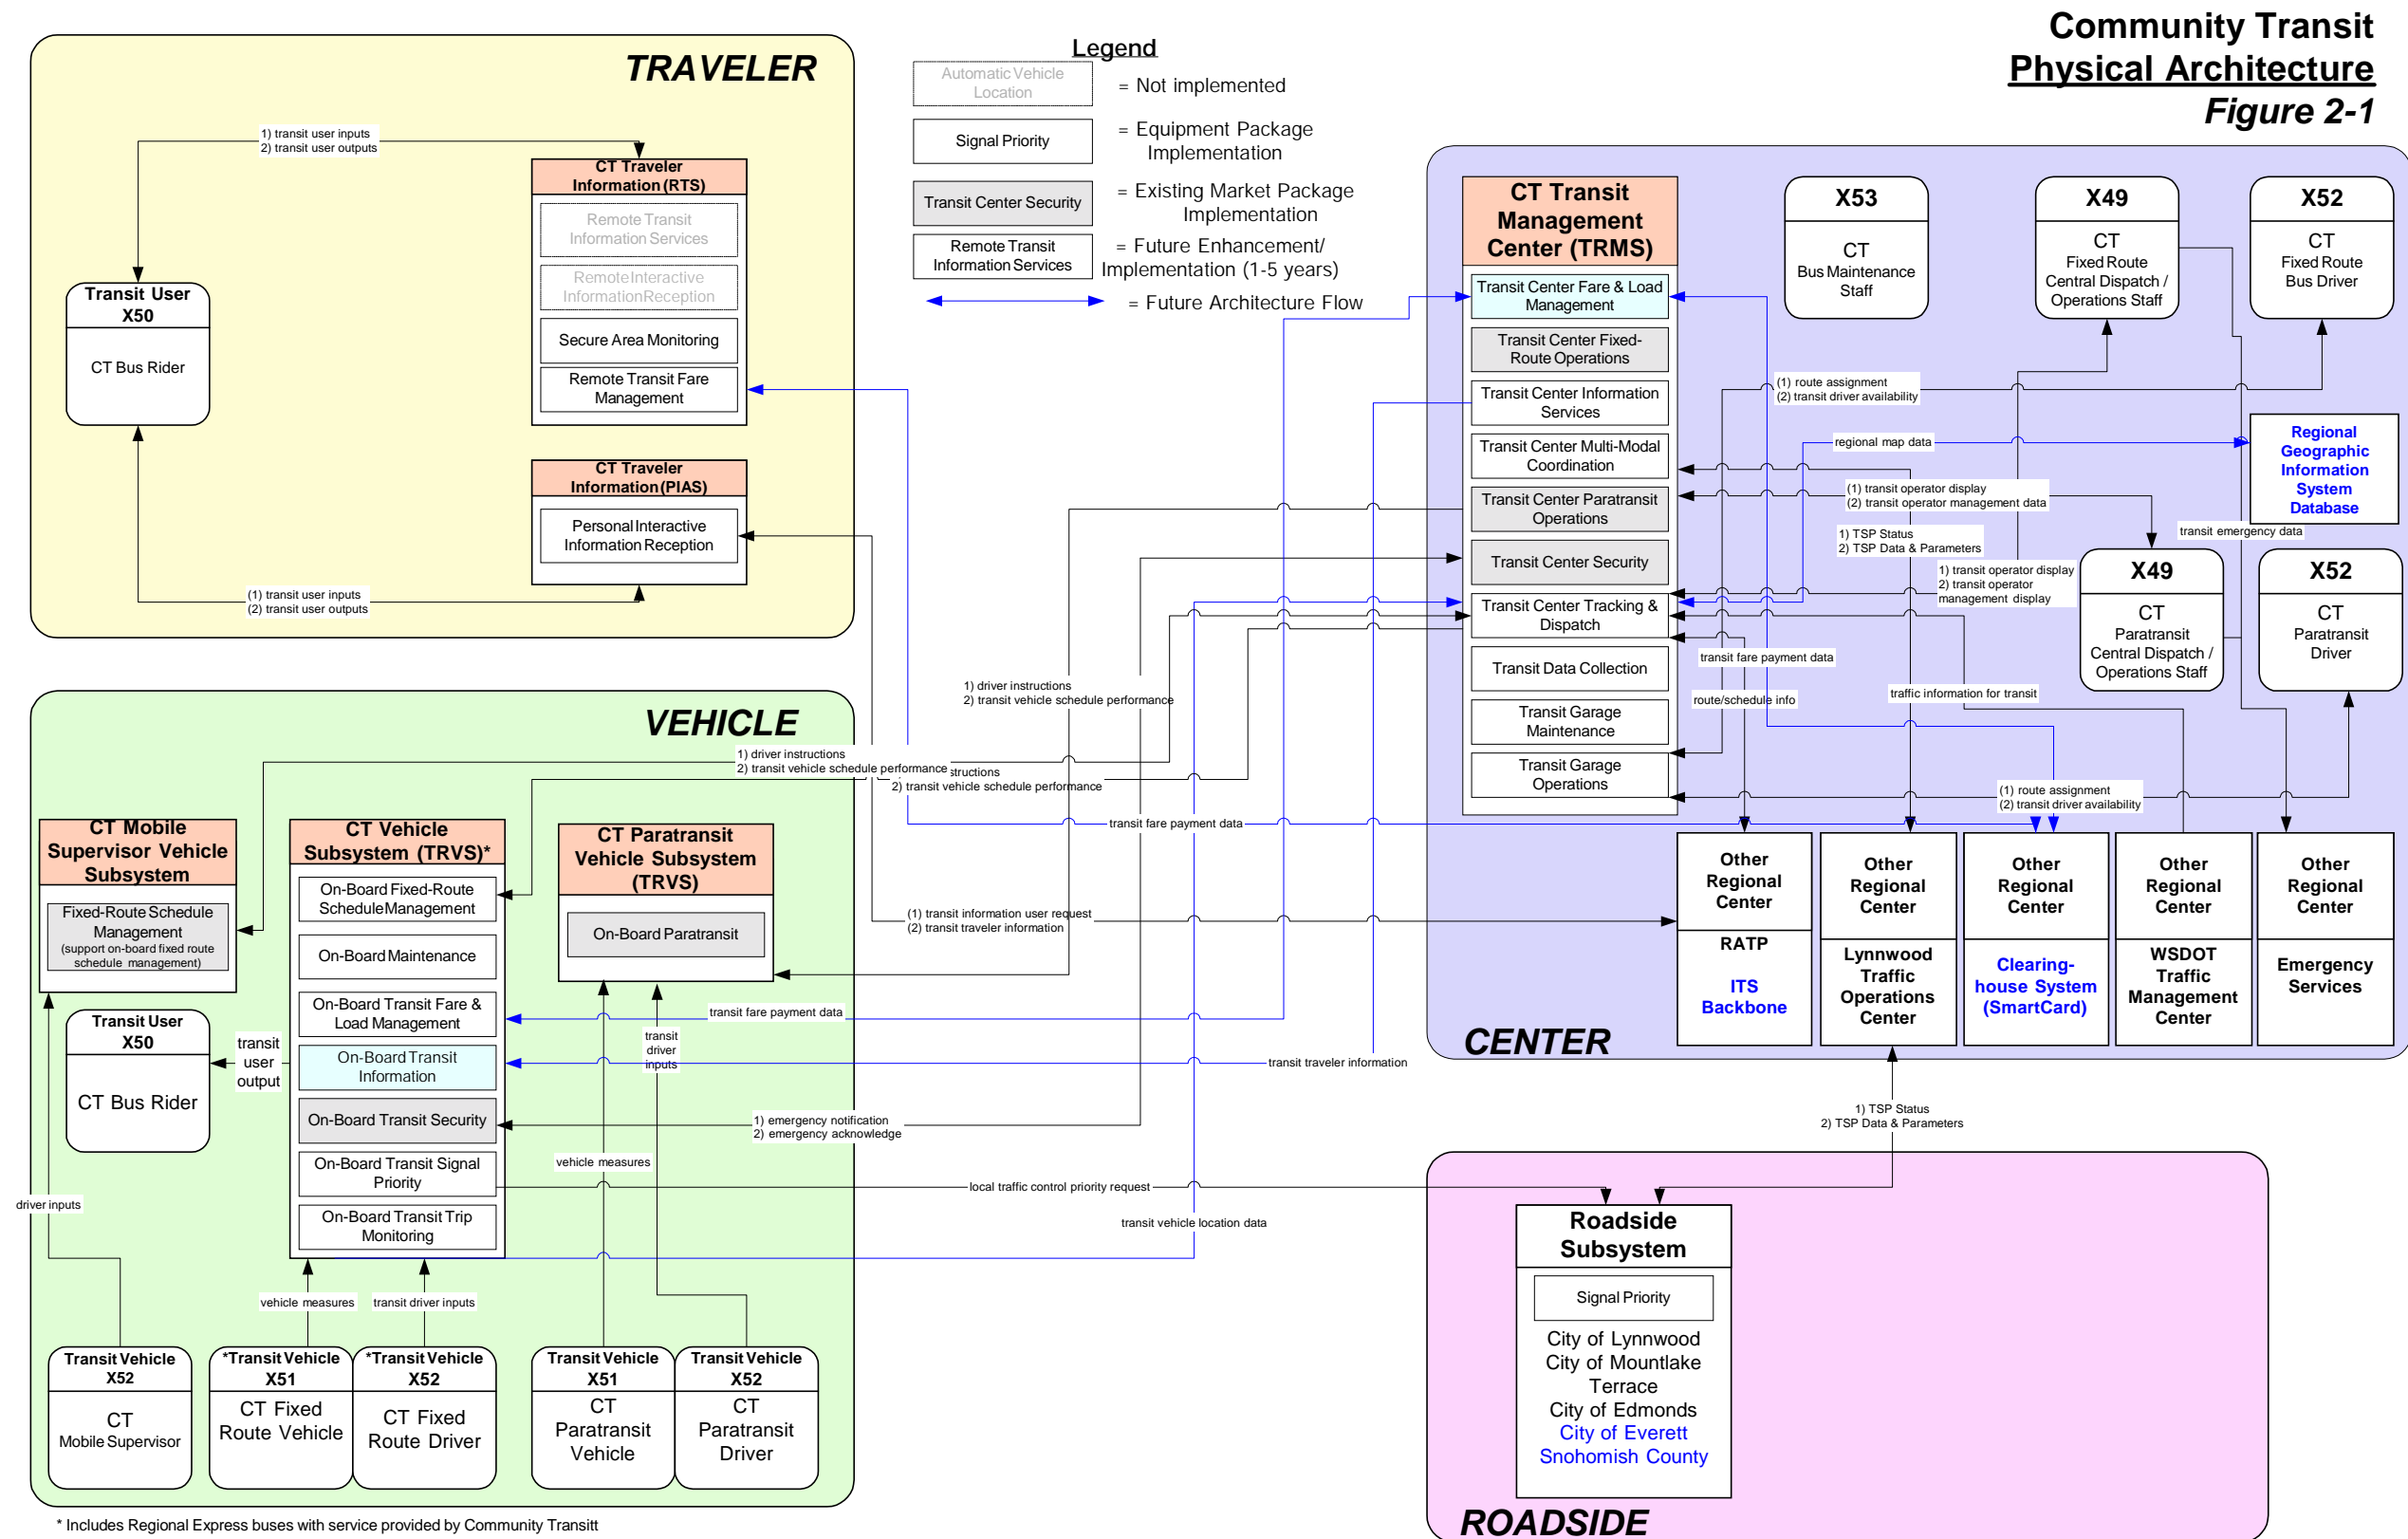 Community Transit
Physical Architecture
Figure 2-1
Legend
Automatic Vehicle
Location
= Not implemented
Signal Priority
= Equipment Package
Implementation
Transit Center Security
= Existing Market Package
Implementation
Remote Transit
Information Services
= Future Enhancement/
Implementation (1-5 years)
= Future Architecture Flow
TRAVELER
1) transit user inputs
2) transit user outputs
CT Traveler
Information (RTS)
Remote Transit
Information Services
Remote Interactive
Information Reception
Secure Area Monitoring
Remote Transit Fare
Management
Transit User
X50
CT Bus Rider
CT Traveler
Information (PIAS)
Personal Interactive
Information Reception
(1) transit user inputs
(2) transit user outputs
CT Transit
Management
Center (TRMS)
Transit Center Fare & Load
Management
Transit Center Fixed-
Route Operations
Transit Center Information
Services
Transit Center Multi-Modal
Coordination
Transit Center Paratransit
Operations
Transit Center Security
Transit Center Tracking &
Dispatch
Transit Data Collection
Transit Garage
Maintenance
Transit Garage
Operations
X53
CT
Bus Maintenance
Staff
X49
CT
Fixed Route
Central Dispatch /
Operations Staff
X52
CT
Fixed Route
Bus Driver
(1) route assignment
(2) transit driver availability
regional map data
Regional
Geographic
Information
System
Database
(1) transit operator display
(2) transit operator management data
transit emergency data
1) TSP Status
2) TSP Data & Parameters
1) transit operator display
2) transit operator
management display
X49
CT
Paratransit
Central Dispatch /
Operations Staff
X52
CT
Paratransit
Driver
transit fare payment data
route/schedule info
traffic information for transit
(1) route assignment
(2) transit driver availability
Other
Regional
Center
RATP
ITS
Backbone
Other
Regional
Center
Lynnwood
Traffic
Operations
Center
Other
Regional
Center
Clearing-
house System
(SmartCard)
Other
Regional
Center
WSDOT
Traffic
Management
Center
Other
Regional
Center
Emergency
Services
CENTER
1) driver instructions
2) transit vehicle schedule performance
1) driver instructions
2) transit vehicle schedule performance
structions
2) transit vehicle schedule performance
transit fare payment data
(1) transit information user request
(2) transit traveler information
VEHICLE
CT Mobile
Supervisor Vehicle
Subsystem
Fixed-Route Schedule
Management
(support on-board fixed route
schedule management)
CT Vehicle
Subsystem (TRVS)*
On-Board Fixed-Route
Schedule Management
On-Board Maintenance
On-Board Transit Fare &
Load Management
On-Board Transit
Information
On-Board Transit Security
On-Board Transit Signal
Priority
On-Board Transit Trip
Monitoring
CT Paratransit
Vehicle Subsystem
(TRVS)
On-Board Paratransit
Transit User
X50
CT Bus Rider
transit
user
output
transit fare payment data
transit
driver
inputs
transit traveler information
1) emergency notification
2) emergency acknowledge
vehicle measures
local traffic control priority request
transit vehicle location data
driver inputs
vehicle measures
transit driver inputs
Transit Vehicle
X52
CT
Mobile Supervisor
*Transit Vehicle
X51
CT Fixed
Route Vehicle
*Transit Vehicle
X52
CT Fixed
Route Driver
Transit Vehicle
X51
CT
Paratransit
Vehicle
Transit Vehicle
X52
CT
Paratransit
Driver
1) TSP Status
2) TSP Data & Parameters
Roadside
Subsystem
Signal Priority
City of Lynnwood
City of Mountlake
Terrace
City of Edmonds
City of Everett
Snohomish County
ROADSIDE
* Includes Regional Express buses with service provided by Community Transitt